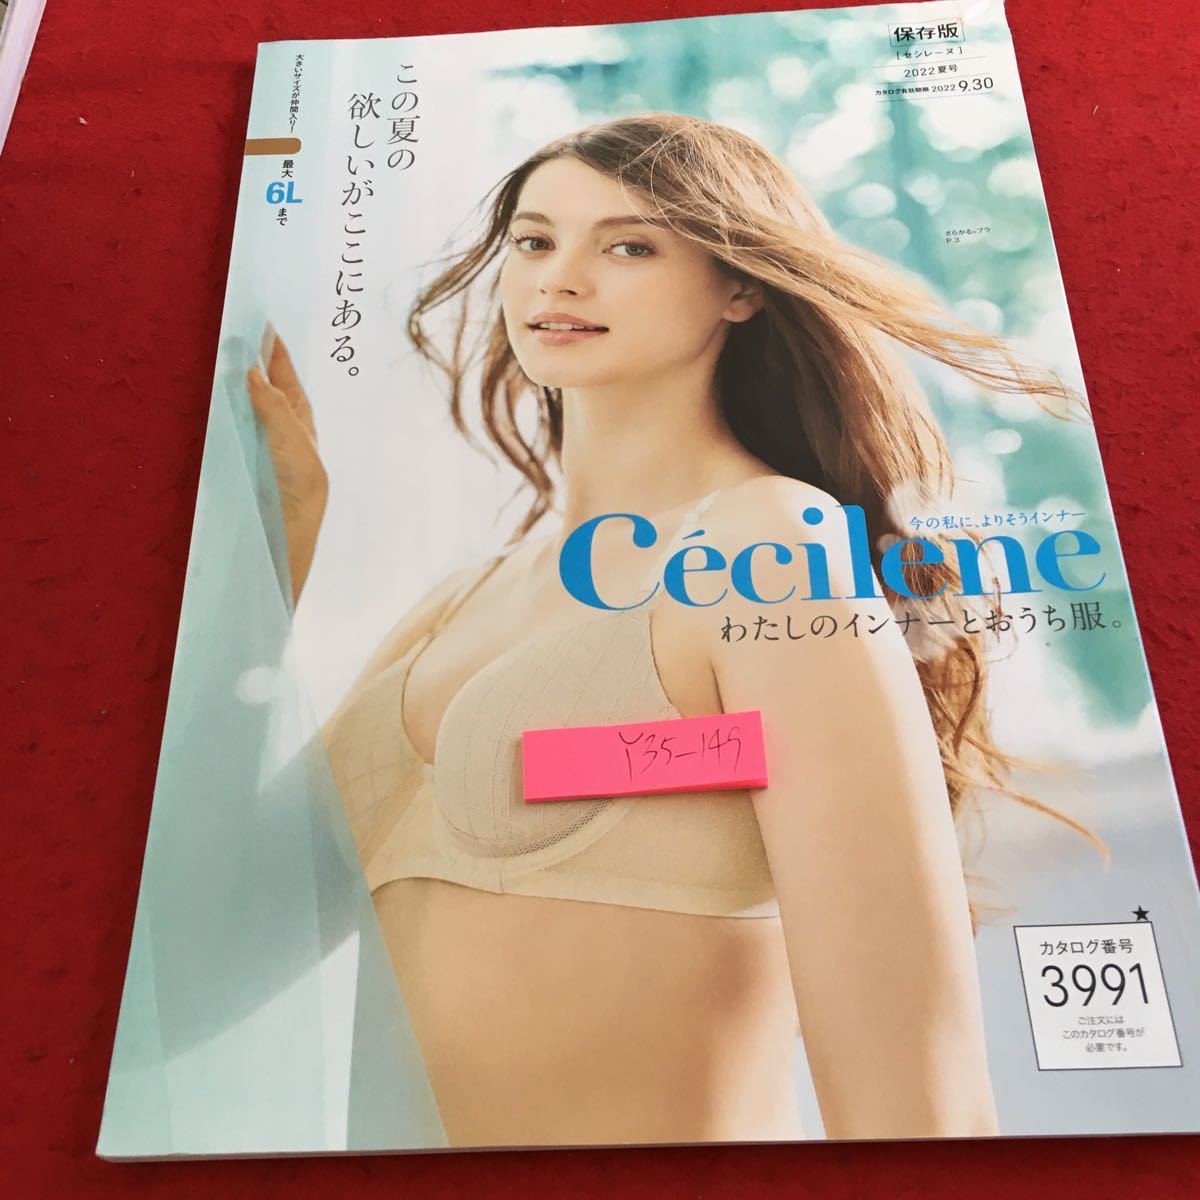 保存版
[セシレーヌ]
2022夏号
カタログ有効期限 2022 9.30
大きいサイズが仲間入り!
最大
6Lまで
この夏の
欲しいがここにある。
さらかる®ブラ
P.3
今の私に、よりそうインナー
Cécilene
わたしのインナーとおうち服。
Y35-149
★
カタログ番号
3991
ご注文には
このカタログ番号が
必要です。